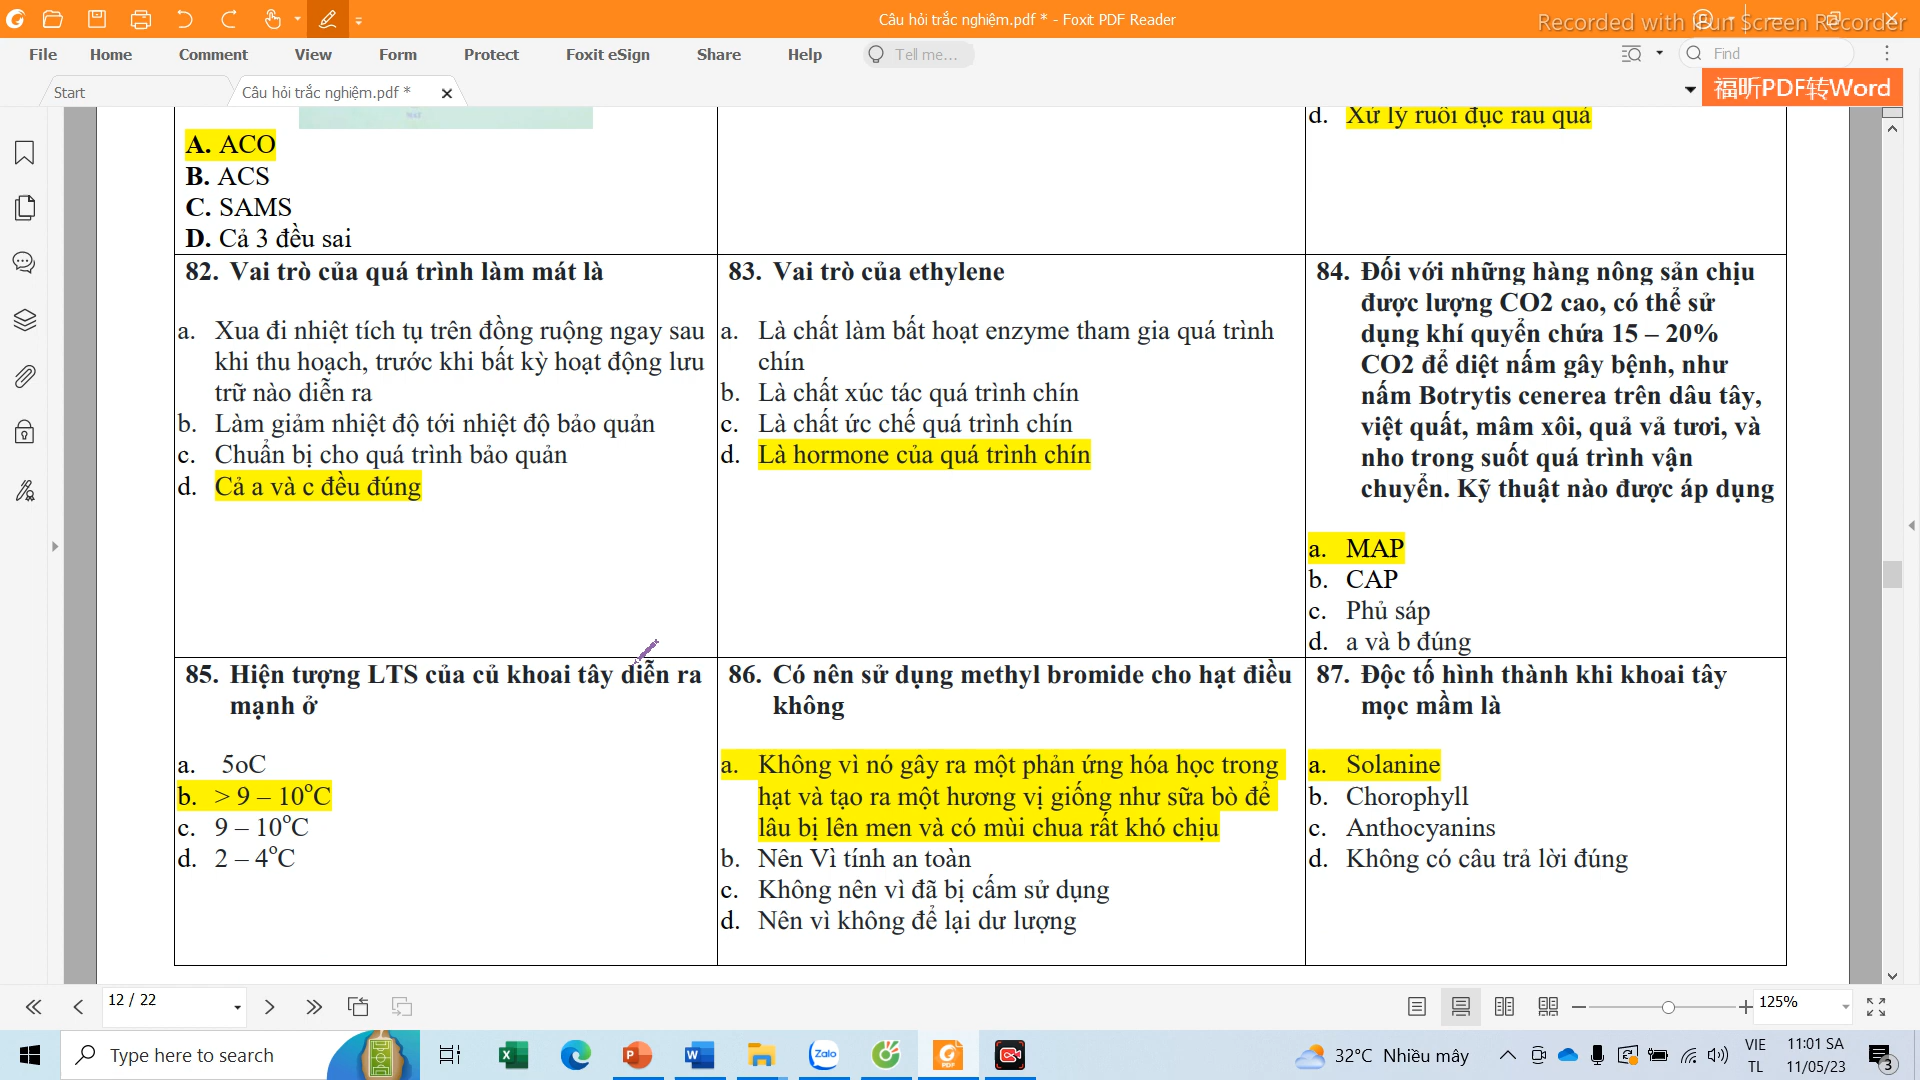 Câu hỏi trắc nghiệm.pdf * - Foxit PDF Reader
Recorded with iFun Screen Recorder
File Home Comment View Form Protect Foxit eSign Share Help Tell me... Find
Start Câu hỏi trắc nghiệm.pdf * 福昕PDF转Word
A. ACO
B. ACS
C. SAMS
D. Cả 3 đều sai
d. Xử lý ruồi đục rau quả
82. Vai trò của quá trình làm mát là
a. Xua đi nhiệt tích tụ trên đồng ruộng ngay sau
khi thu hoạch, trước khi bất kỳ hoạt động lưu
trữ nào diễn ra
b. Làm giảm nhiệt độ tới nhiệt độ bảo quản
c. Chuẩn bị cho quá trình bảo quản
d. Cả a và c đều đúng
83. Vai trò của ethylene
a. Là chất làm bất hoạt enzyme tham gia quá trình
chín
b. Là chất xúc tác quá trình chín
c. Là chất ức chế quá trình chín
d. Là hormone của quá trình chín
84. Đối với những hàng nông sản chịu
được lượng CO2 cao, có thể sử
dụng khí quyển chứa 15 – 20%
CO2 để diệt nấm gây bệnh, như
nấm Botrytis cenerea trên dâu tây,
việt quất, mâm xôi, quả vả tươi, và
nho trong suốt quá trình vận
chuyển. Kỹ thuật nào được áp dụng
a. MAP
b. CAP
c. Phủ sáp
d. a và b đúng
85. Hiện tượng LTS của củ khoai tây diễn ra
mạnh ở
a. 5oC
b. > 9 – 10°C
c. 9 – 10°C
d. 2 – 4°C
86. Có nên sử dụng methyl bromide cho hạt điều
không
a. Không vì nó gây ra một phản ứng hóa học trong
hạt và tạo ra một hương vị giống như sữa bò để
lâu bị lên men và có mùi chua rất khó chịu
b. Nên Vì tính an toàn
c. Không nên vì đã bị cấm sử dụng
d. Nên vì không để lại dư lượng
87. Độc tố hình thành khi khoai tây
mọc mầm là
a. Solanine
b. Chorophyll
c. Anthocyanins
d. Không có câu trả lời đúng
12 / 22 125%
Type here to search Zalo 32°C Nhiều mây VIE 11:01 SA
TL 11/05/23 3